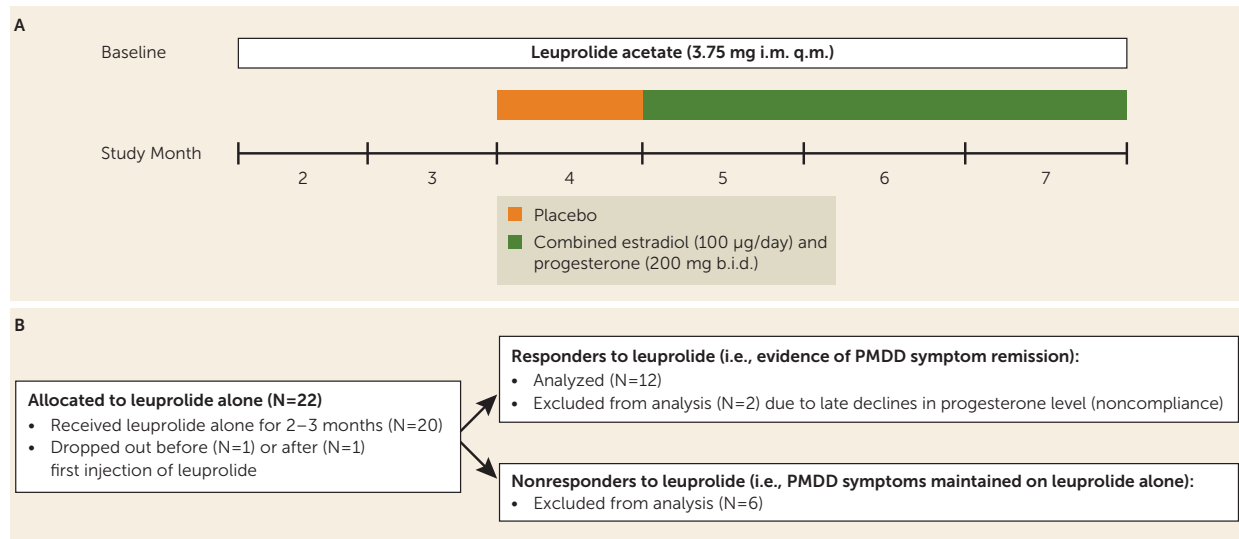 A
Baseline
Leuprolide acetate (3.75 mg i.m. q.m.)
Study Month
2 3 4 5 6 7
Placebo
Combined estradiol (100 µg/day) and
progesterone (200 mg b.i.d.)
B
Allocated to leuprolide alone (N=22)
• Received leuprolide alone for 2–3 months (N=20)
• Dropped out before (N=1) or after (N=1)
first injection of leuprolide
Responders to leuprolide (i.e., evidence of PMDD symptom remission):
• Analyzed (N=12)
• Excluded from analysis (N=2) due to late declines in progesterone level (noncompliance)
Nonresponders to leuprolide (i.e., PMDD symptoms maintained on leuprolide alone):
• Excluded from analysis (N=6)